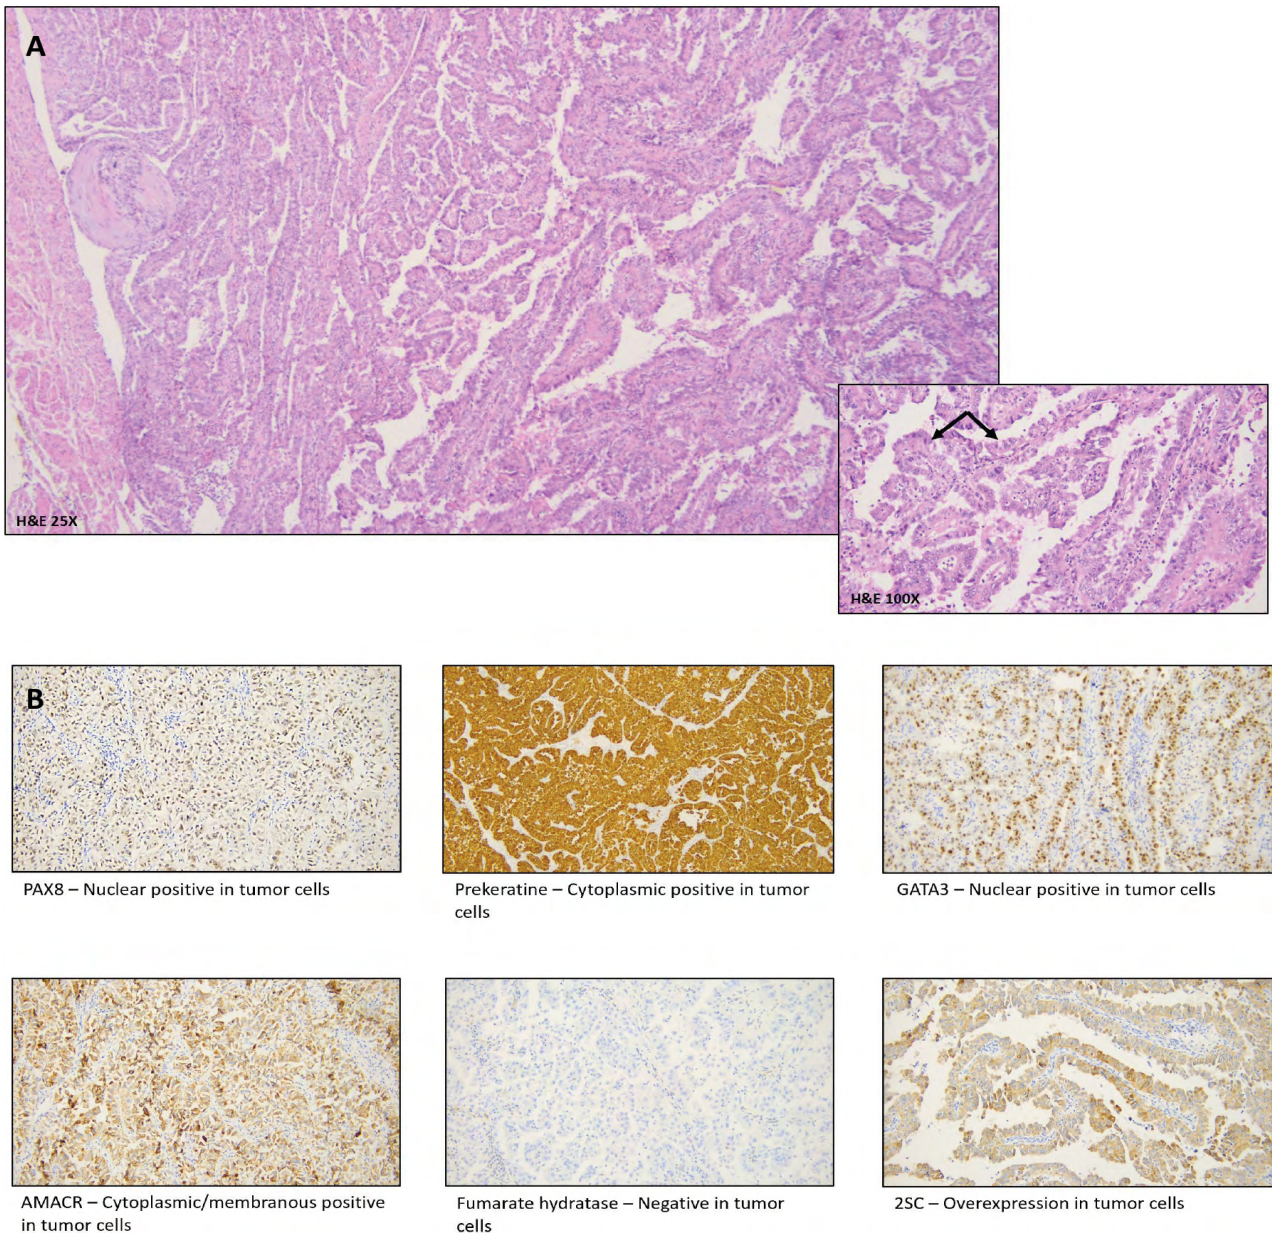 A
H&E 25X
H&E 100X
B
PAX8 – Nuclear positive in tumor cells
Prekeratine – Cytoplasmic positive in tumor
cells
GATA3 – Nuclear positive in tumor cells
AMACR – Cytoplasmic/membranous positive
in tumor cells
Fumarate hydratase – Negative in tumor
cells
2SC – Overexpression in tumor cells